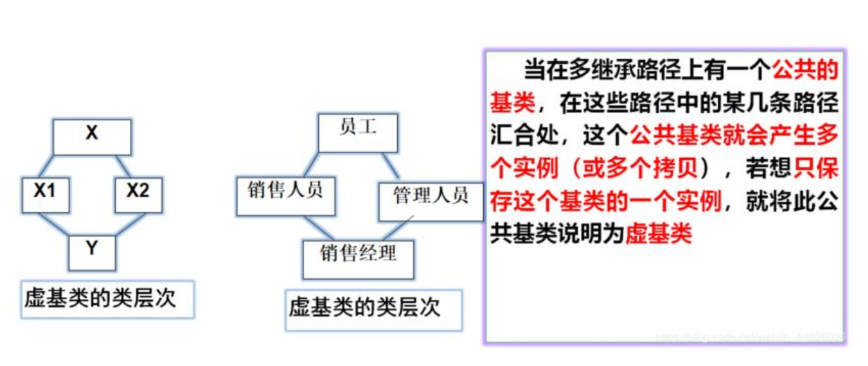 X
X1
X2
Y
虚基类的类层次
员工
销售人员
管理人员
销售经理
虚基类的类层次
当在多继承路径上有一个公共的
基类，在这些路径中的某几条路径
汇合处，这个公共基类就会产生多
个实例（或多个拷贝），若想只保
存这个基类的一个实例，就将此公
共基类说明为虚基类